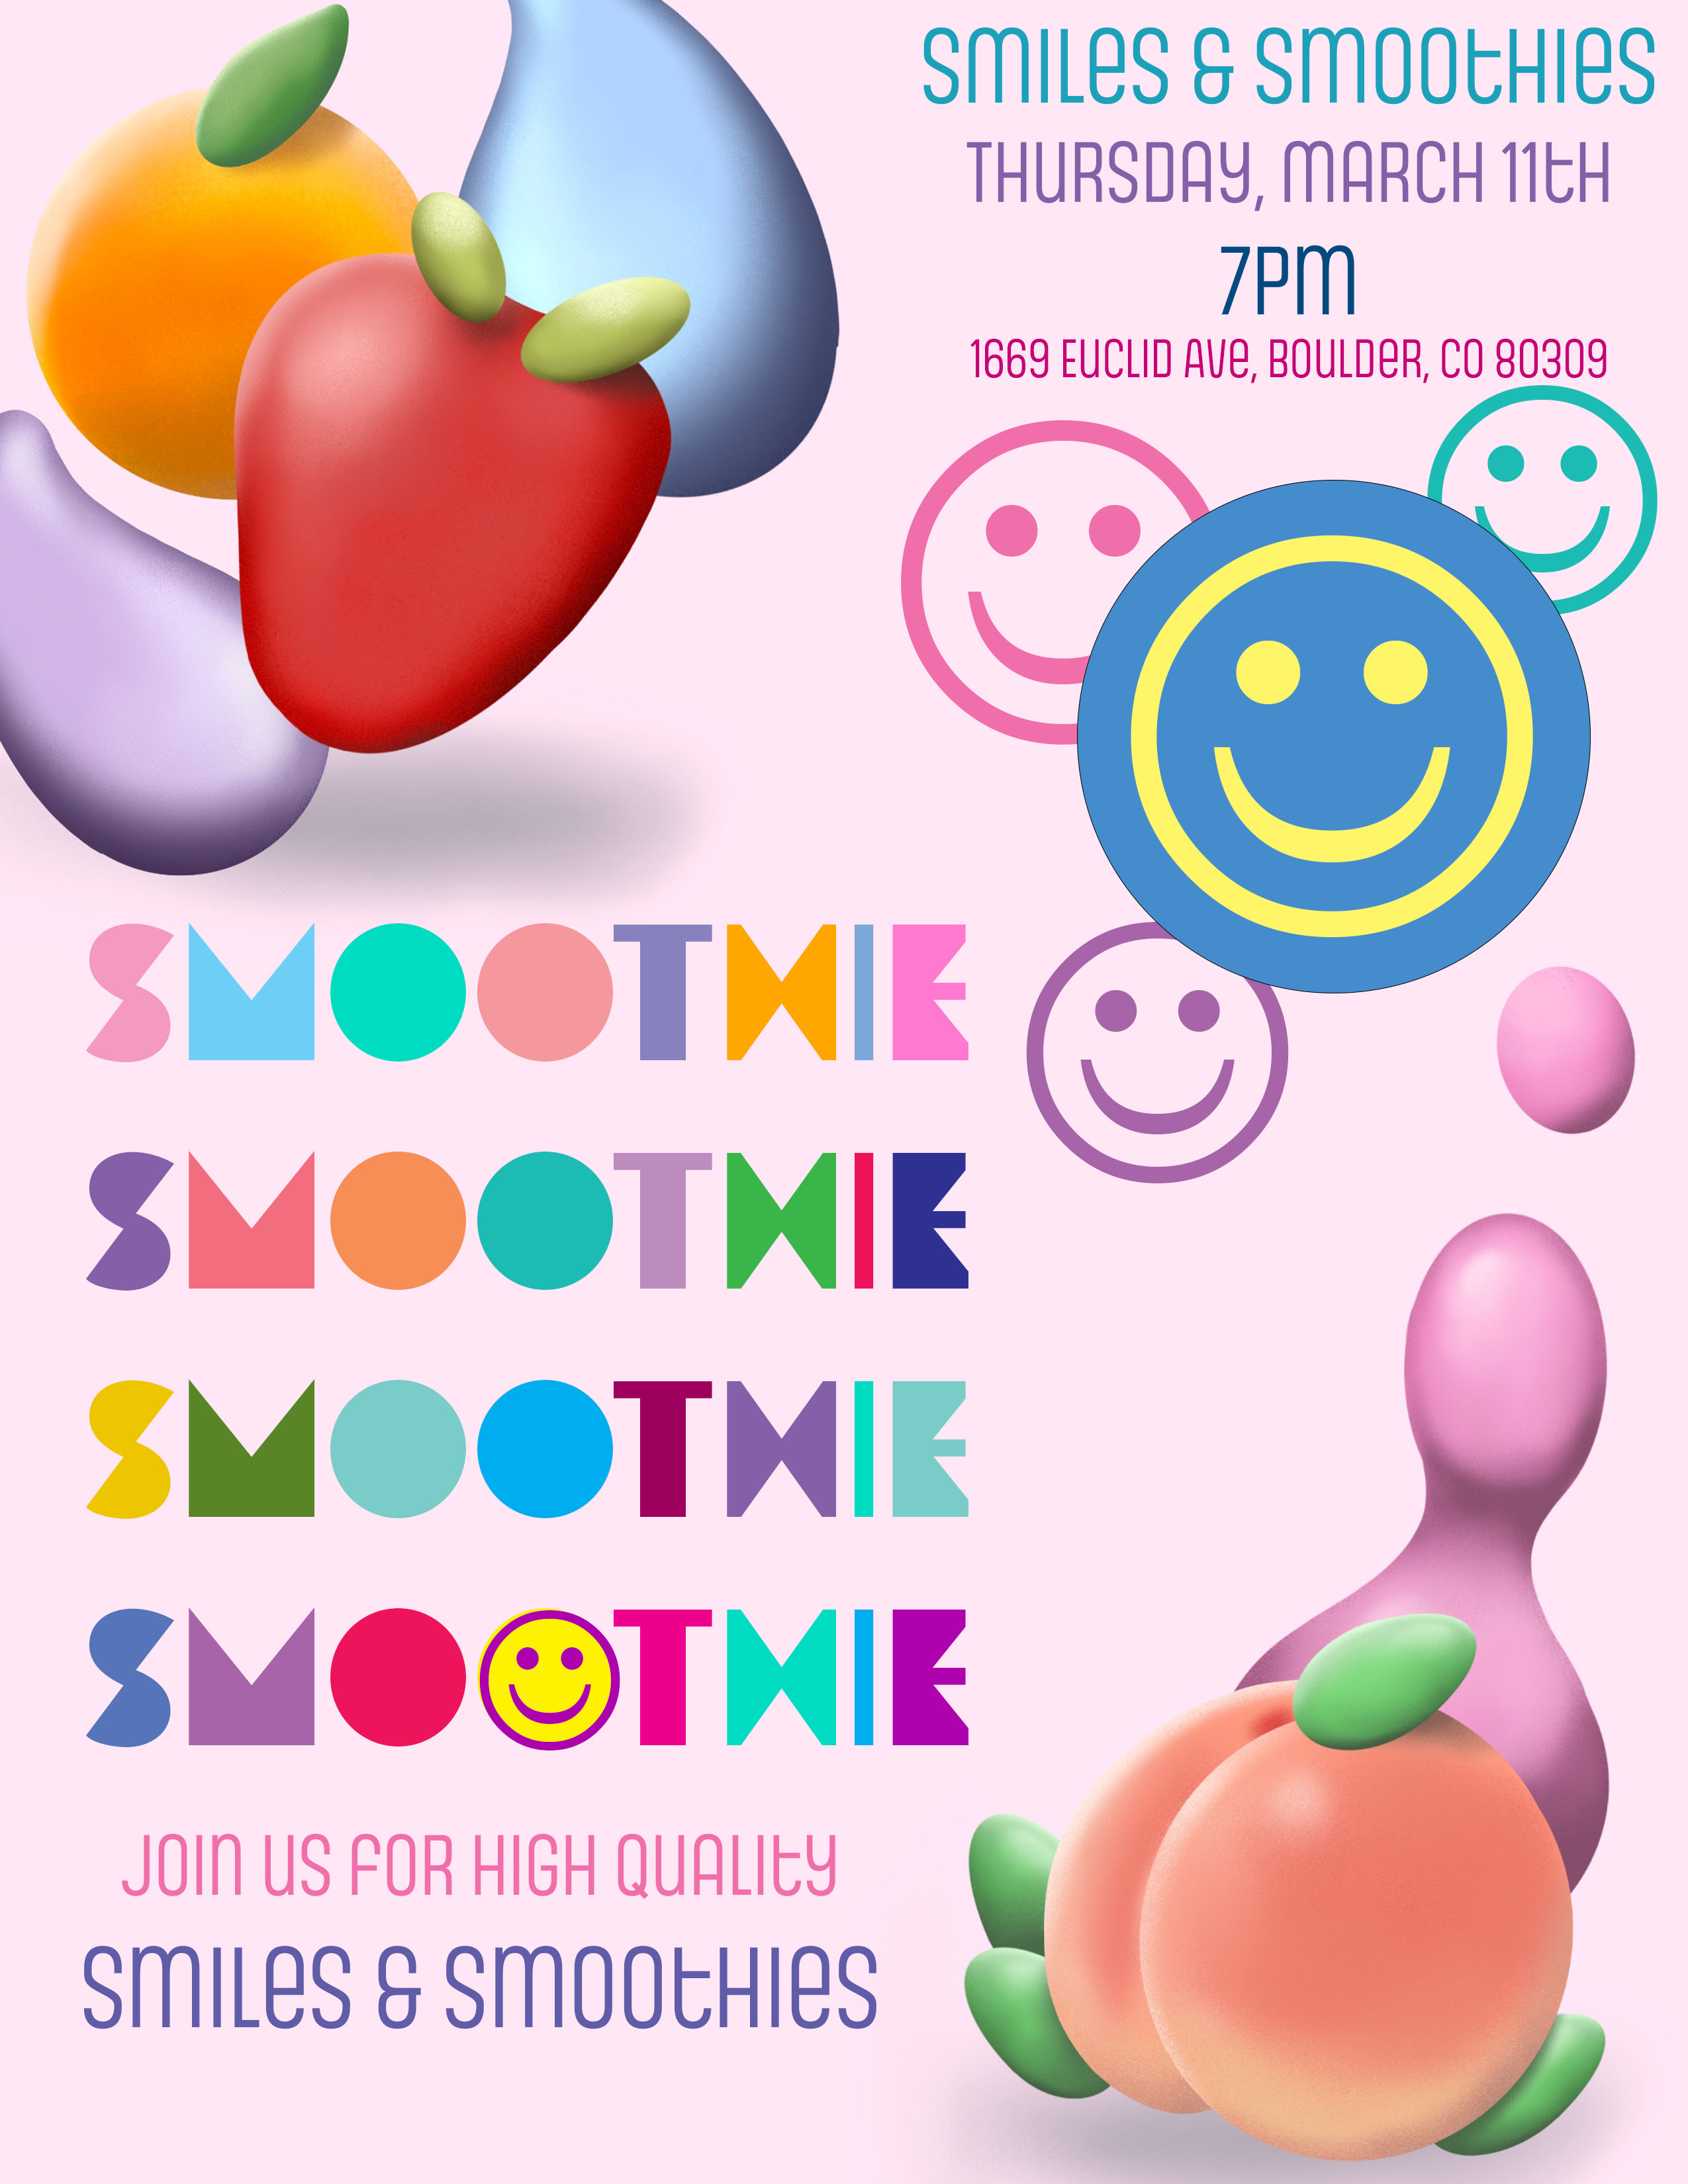 SMILES & SMOOTHIES
THURSDAY, MARCH 11TH
7PM
1669 EUCLID AVE, BOULDER, CO 80309
SMOOTHIE
SMOOTHIE
SMOOTHIE
SMOOTHIE
JOIN US FOR HIGH QUALITY
SMILES & SMOOTHIES